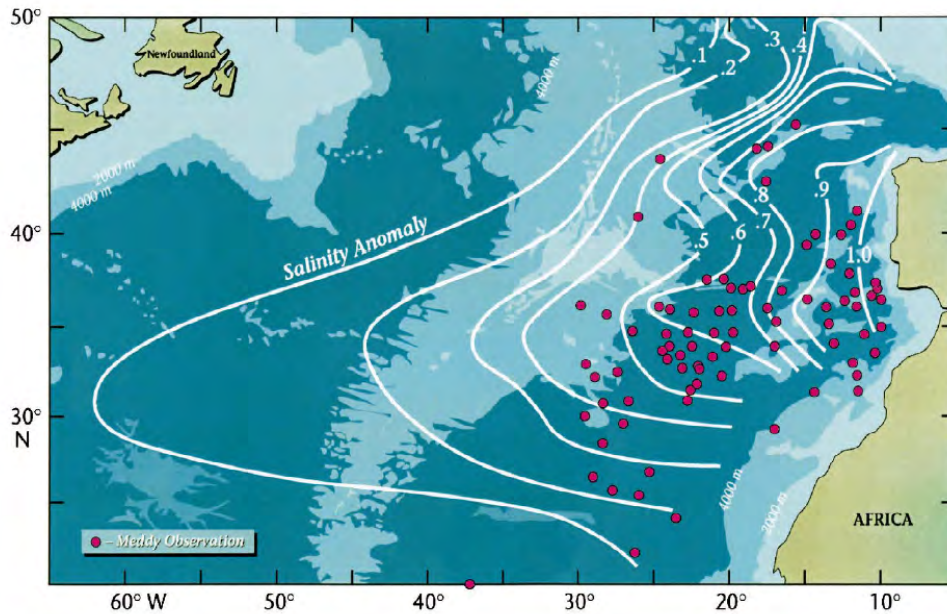 50°
Newfoundland
.1
.2
.3
.4
4000 m
2000 m
4000 m
40°
Salinity Anomaly
.5
.6
.7
.8
.9
1.0
30°
N
4000 m
2000 m
AFRICA
– Meddy Observation
60° W
50°
40°
30°
20°
10°